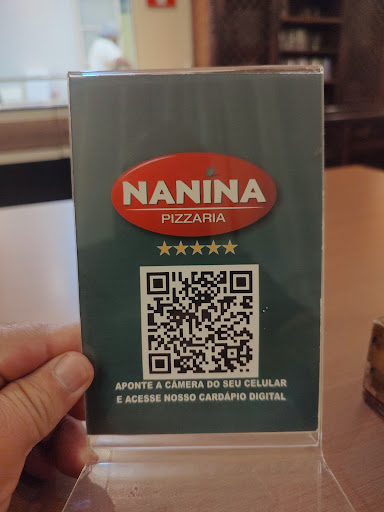 NANINA
PIZZARIA
APONTE A CÂMERA DO SEU CELULAR
E ACESSE NOSSO CARDÁPIO DIGITAL